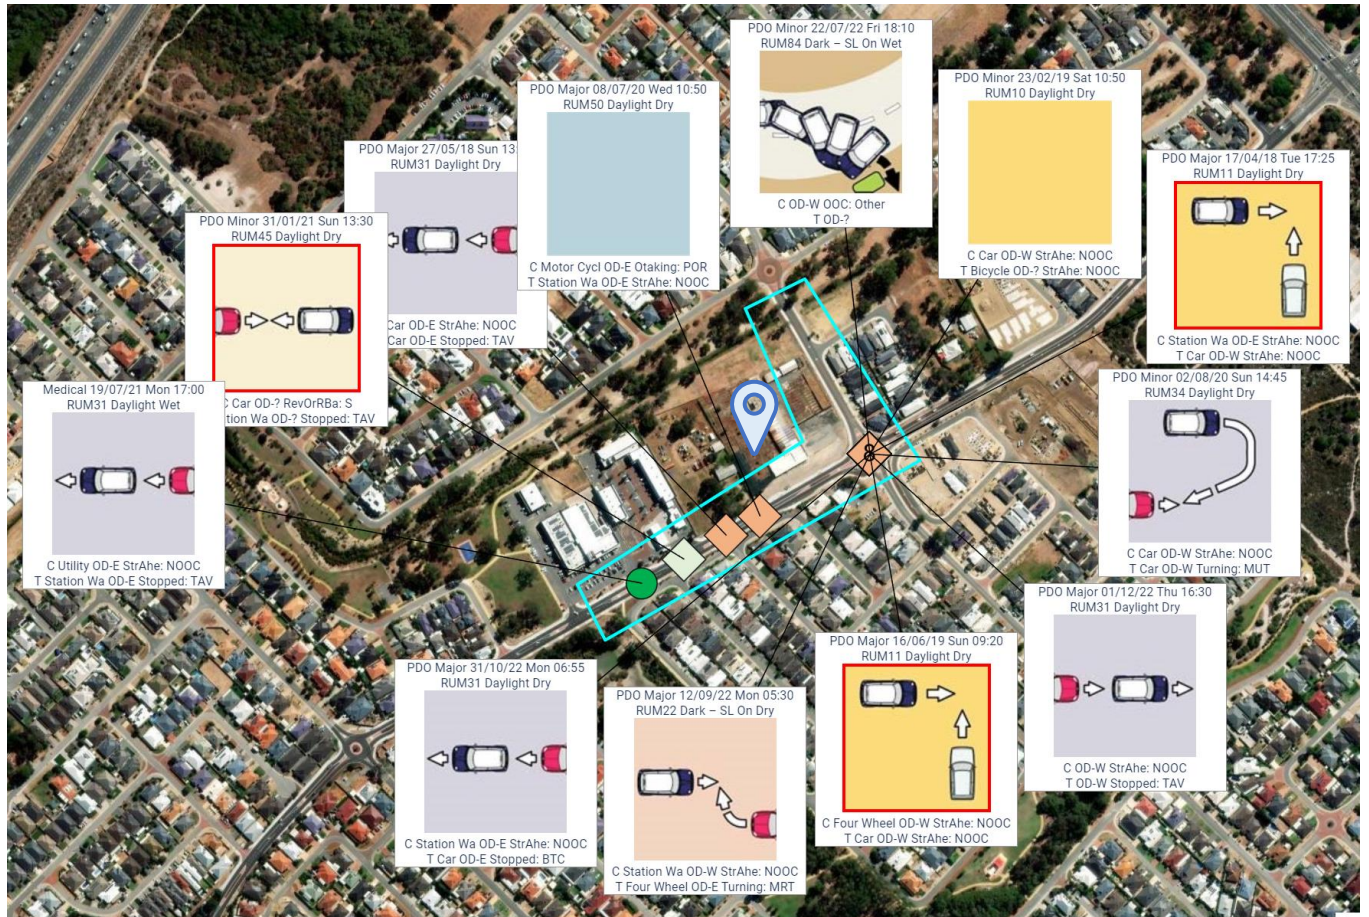 PDO Minor 22/07/22 Fri 18:10
RUM84 Dark – SL On Wet
C OD-W OOC: Other
T OD-?
PDO Minor 23/02/19 Sat 10:50
RUM10 Daylight Dry
C Car OD-W StrAhe: NOOC
T Bicycle OD-? StrAhe: NOOC
PDO Major 08/07/20 Wed 10:50
RUM50 Daylight Dry
C Motor Cycl OD-E Otaking: POR
T Station Wa OD-E StrAhe: NOOC
PDO Major 27/05/18 Sun 13:
RUM31 Daylight Dry
Car OD-E StrAhe: NOOC
Car OD-E Stopped: TAV
PDO Major 17/04/18 Tue 17:25
RUM11 Daylight Dry
C Station Wa OD-E StrAhe: NOOC
T Car OD-W StrAhe: NOOC
PDO Minor 31/01/21 Sun 13:30
RUM45 Daylight Dry
C Car OD-? RevOrRBa: S
tion Wa OD-? Stopped: TAV
Medical 19/07/21 Mon 17:00
RUM31 Daylight Wet
C Utility OD-E StrAhe: NOOC
T Station Wa OD-E Stopped: TAV
PDO Minor 02/08/20 Sun 14:45
RUM34 Daylight Dry
C Car OD-W StrAhe: NOOC
T Car OD-W Turning: MUT
8
PDO Major 01/12/22 Thu 16:30
RUM31 Daylight Dry
C OD-W StrAhe: NOOC
T OD-W Stopped: TAV
PDO Major 16/06/19 Sun 09:20
RUM11 Daylight Dry
C Four Wheel OD-W StrAhe: NOOC
T Car OD-W StrAhe: NOOC
PDO Major 31/10/22 Mon 06:55
RUM31 Daylight Dry
C Station Wa OD-E StrAhe: NOOC
T Car OD-E Stopped: BTC
PDO Major 12/09/22 Mon 05:30
RUM22 Dark – SL On Dry
C Station Wa OD-W StrAhe: NOOC
T Four Wheel OD-E Turning: MRT